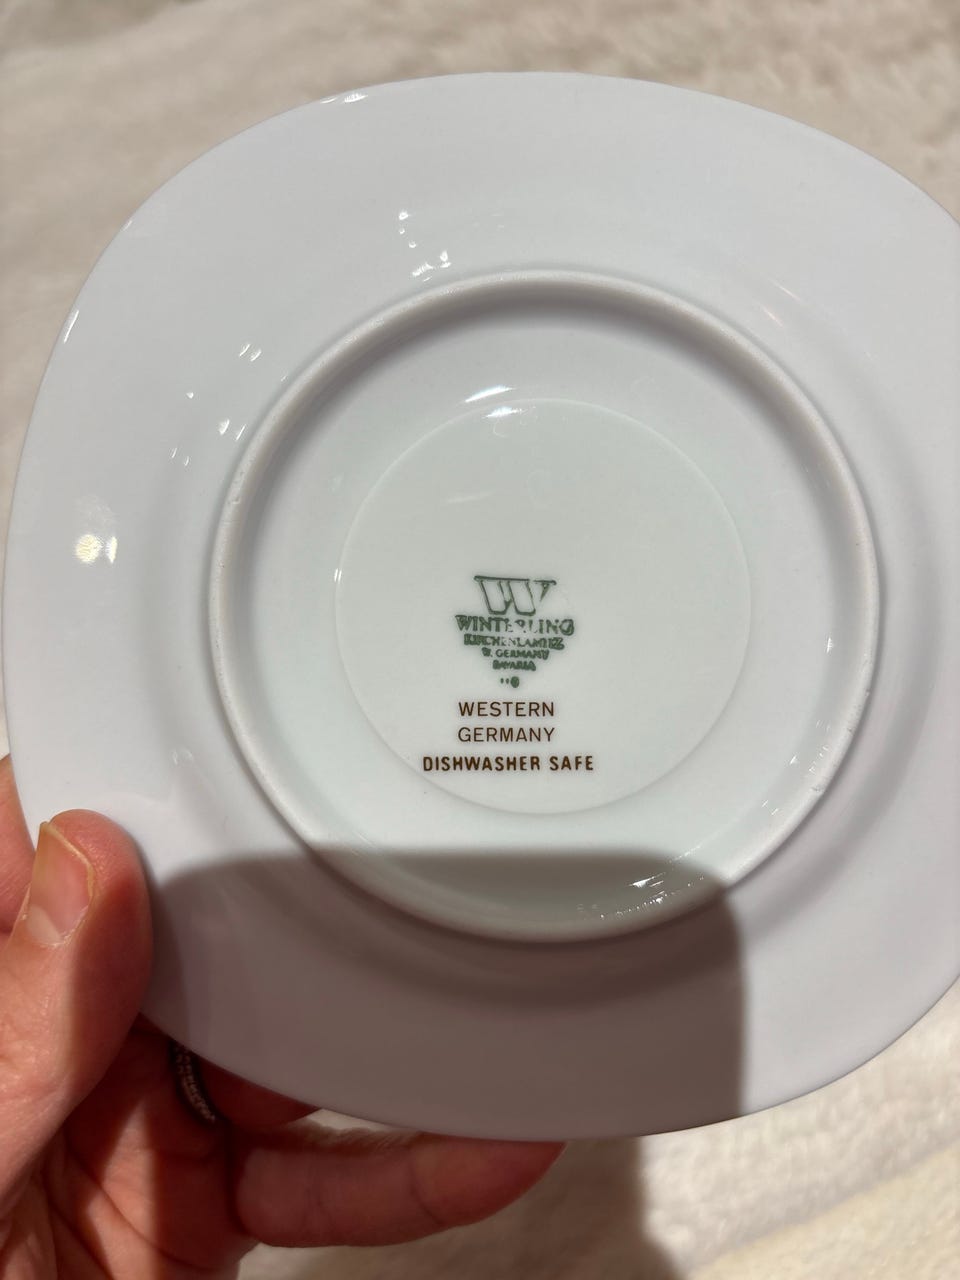 W
WINTERLING
KIRCHENLAMITZ
W. GERMANY
BAVARIA
WESTERN
GERMANY
DISHWASHER SAFE